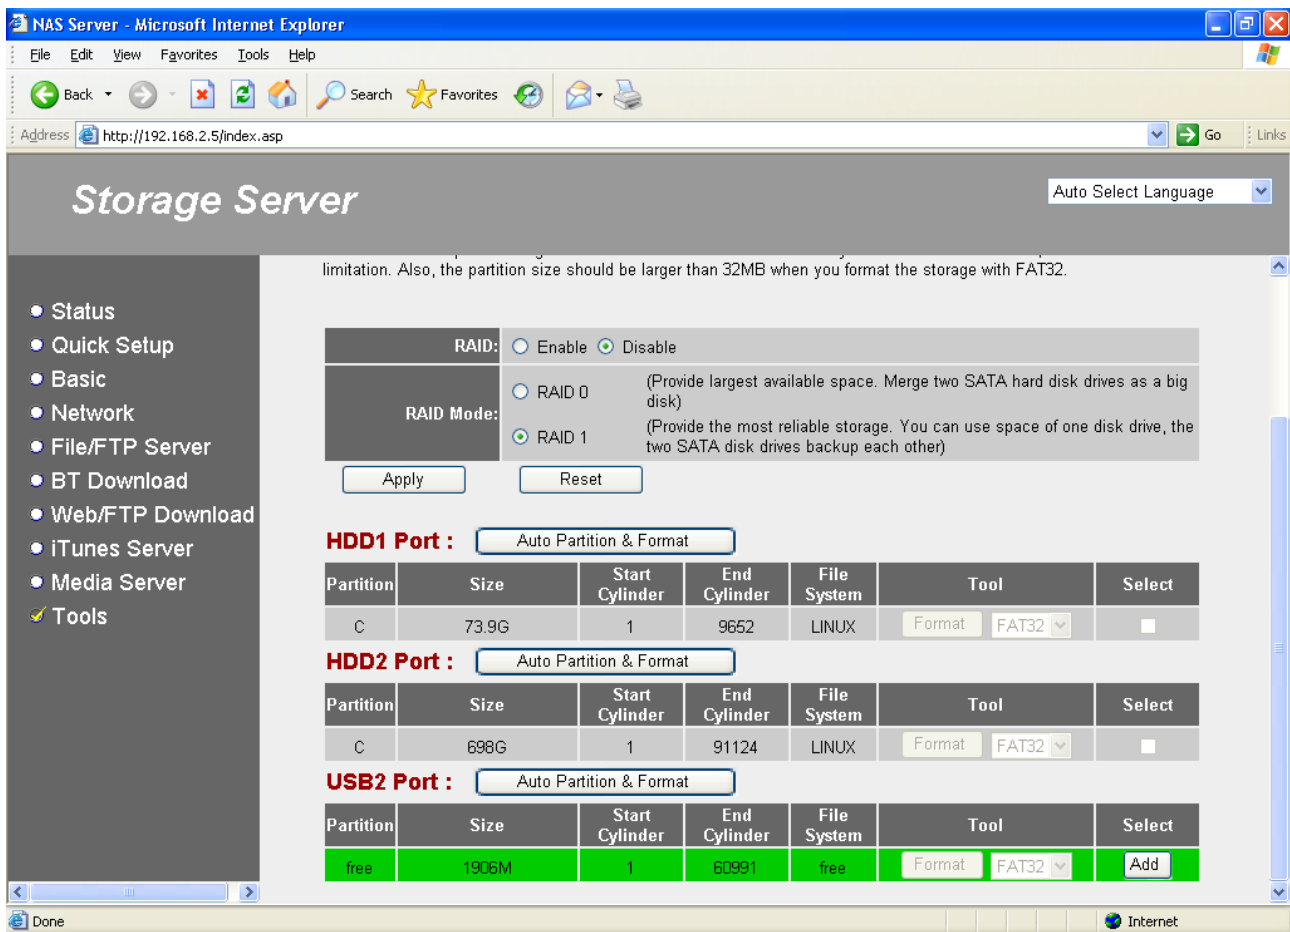 NAS Server - Microsoft Internet Explorer
File Edit View Favorites Tools Help
Back Search Favorites
Address http://192.168.2.5/index.asp Go Links
Storage Server
Auto Select Language
limitation. Also, the partition size should be larger than 32MB when you format the storage with FAT32.
Status
Quick Setup
Basic
Network
File/FTP Server
BT Download
Web/FTP Download
iTunes Server
Media Server
Tools
RAID: Enable Disable
RAID Mode:
RAID 0 (Provide largest available space. Merge two SATA hard disk drives as a big
disk)
RAID 1 (Provide the most reliable storage. You can use space of one disk drive, the
two SATA disk drives backup each other)
Apply Reset
HDD1 Port : Auto Partition & Format
Partition Size Start Cylinder End Cylinder File System Tool Select
C 73.9G 1 9652 LINUX Format FAT32
HDD2 Port : Auto Partition & Format
Partition Size Start Cylinder End Cylinder File System Tool Select
C 698G 1 91124 LINUX Format FAT32
USB2 Port : Auto Partition & Format
Partition Size Start Cylinder End Cylinder File System Tool Select
free 1906M 1 60991 free Format FAT32 Add
Done Internet